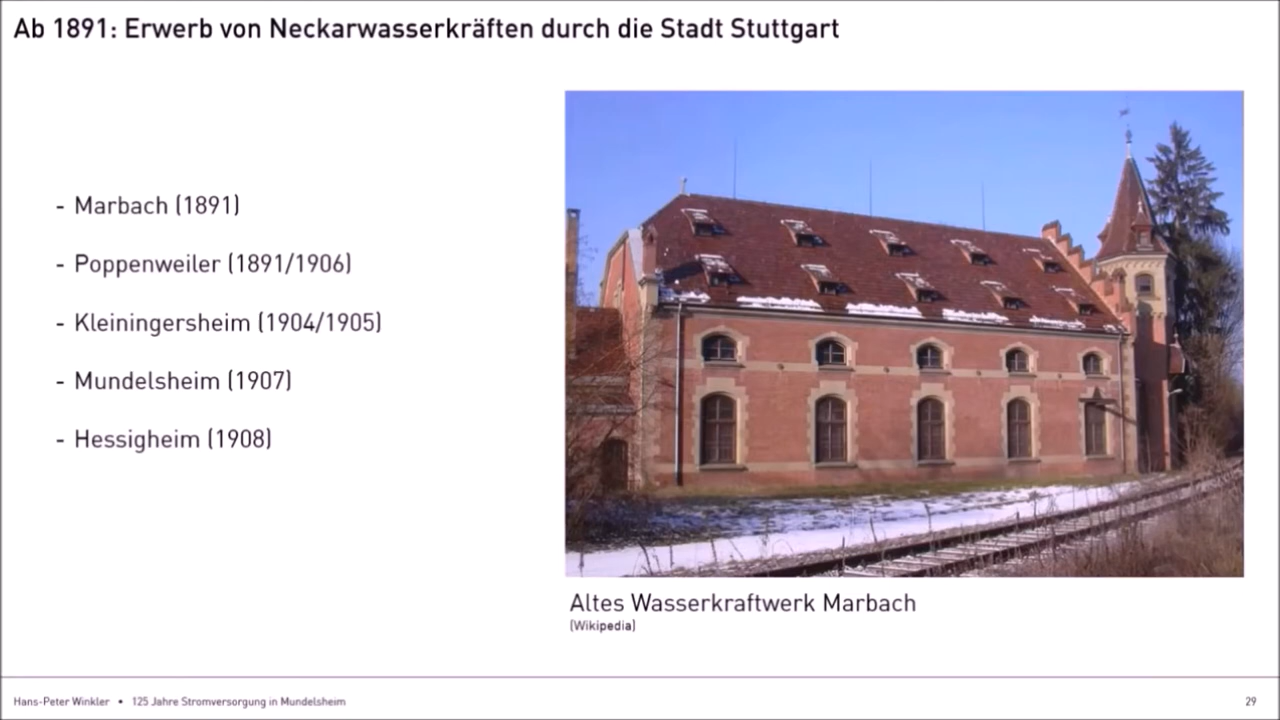 Ab 1891: Erwerb von Neckarwasserkräften durch die Stadt Stuttgart
- Marbach (1891)
- Poppenweiler (1891/1906)
- Kleiningersheim (1904/1905)
- Mundelsheim (1907)
- Hessigheim (1908)
Altes Wasserkraftwerk Marbach
(Wikipedia)
Hans-Peter Winkler • 125 Jahre Stromversorgung in Mundelsheim
29